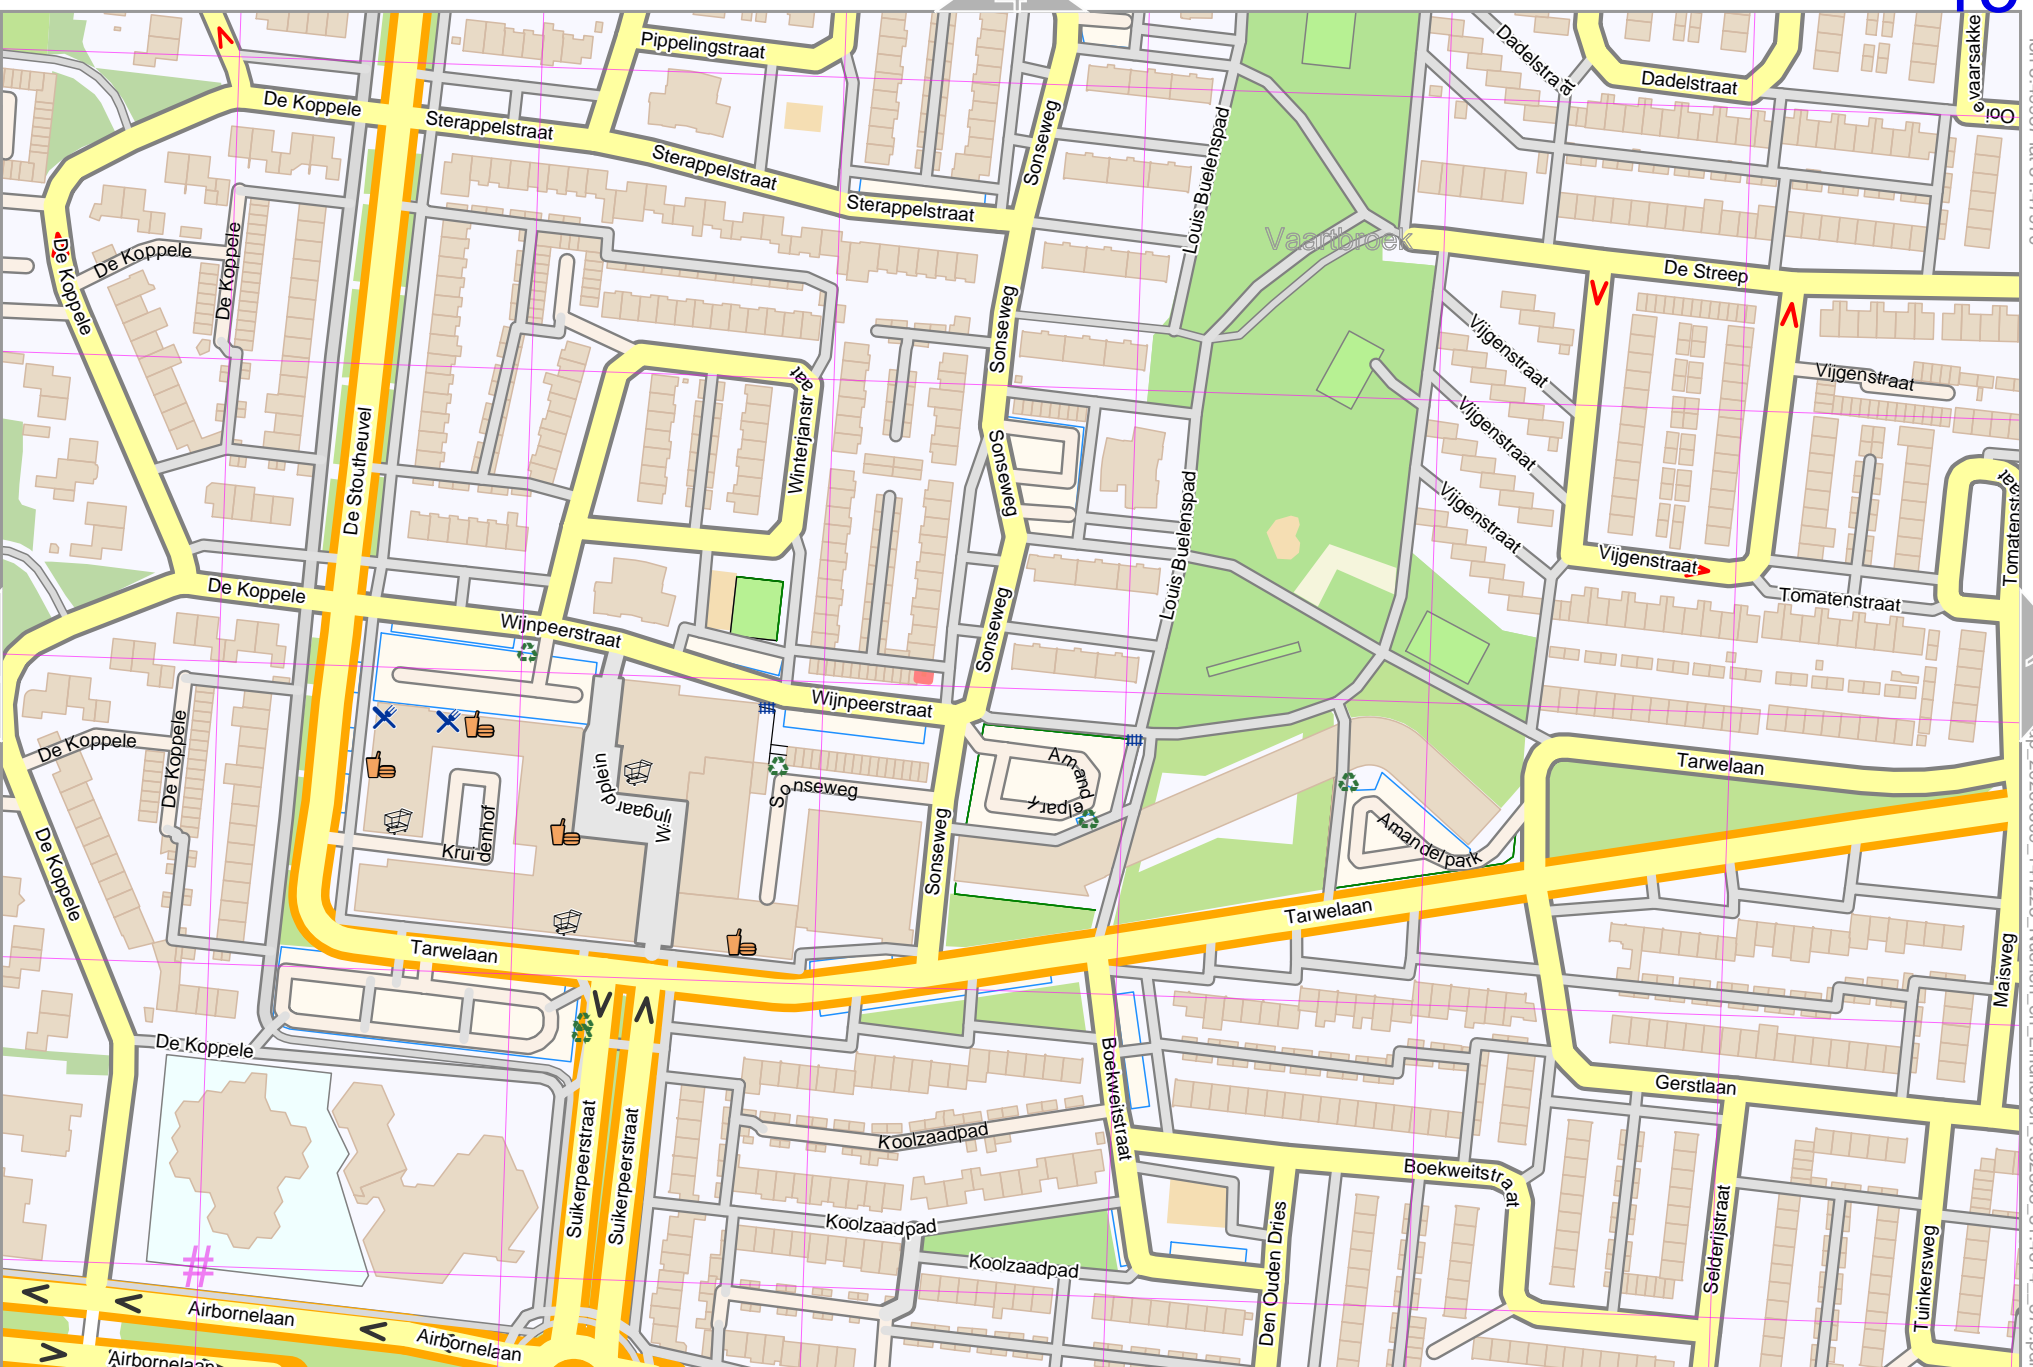 Pippelingstraat
Dadelstraat
Dadelstraat
evaarsakke
Ooi
De Koppele
Sterappelstraat
Sterappelstraat
Sterappelstraat
Sonseweg
Louis Buelenspad
Vaartbroek
De Streep
De Koppele
De Koppele
De Koppele
Sonseweg
Vijgenstraat
Vijgenstraat
Vijgenstraat
Vijgenstraat
Winterjanstraat
De Stoutheuvel
Sonseweg
Louis Buelenspad
Vijgenstraat
Tomatenstraat
Tomatenstraat
De Koppele
Wijnpeerstraat
Sonseweg
Wijnpeerstraat
De Koppele
De Koppele
Tarwelaan
Amandelpark
Sonseweg
Wijngaardplein
Kruidenhof
Sonseweg
Amandelpark
De Koppele
Tarwelaan
Tarwelaan
Maisweg
De Koppele
Boekweitstraat
Gerstlaan
Suikerpeerstraat
Suikerpeerstraat
Koolzaadpad
Boekweitstraat
Koolzaadpad
Koolzaadpad
Den Ouden Dries
Selderijstraat
Tuinkersweg
Airbornelaan
Airbornelaan
Airbornelaan